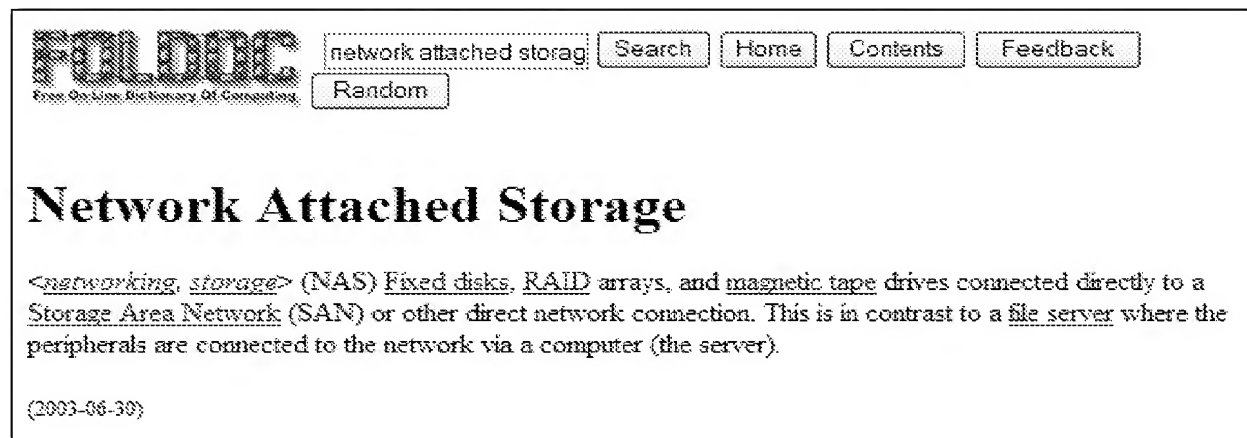 FOLDOC network attached storag Search Home Contents Feedback
Free On-Line Dictionary Of Computing Random
Network Attached Storage
<networking, storage> (NAS) Fixed disks, RAID arrays, and magnetic tape drives connected directly to a
Storage Area Network (SAN) or other direct network connection. This is in contrast to a file server where the
peripherals are connected to the network via a computer (the server).
(2003-06-30)